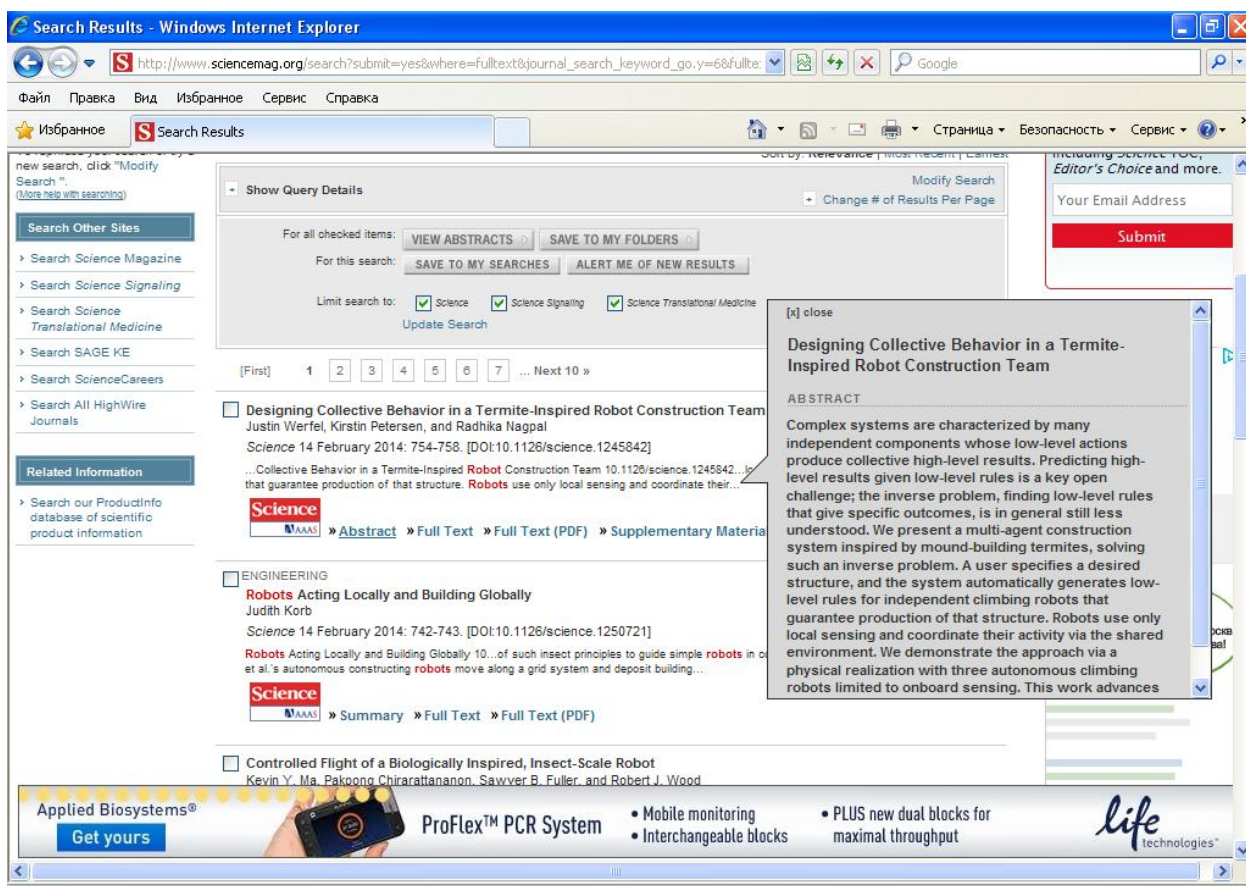 Search Results - Windows Internet Explorer
http://www.sciencemag.org/search?submit=yes&where=fulltext&journal_search_keyword_go.y=6&fullte:
Google
Файл Правка Вид Избранное Сервис Справка
Избранное
Search Results
Страница
Безопасность
Сервис
new search, click "Modify
Search ".
(More help with searching)
Search Other Sites
Search Science Magazine
Search Science Signaling
Search Science
Translational Medicine
Search SAGE KE
Search ScienceCareers
Search All HighWire
Journals
Related Information
Search our ProductInfo
database of scientific
product information
Sort by: Relevance | Most Recent | Earliest
+ Show Query Details
Modify Search
+ Change # of Results Per Page
For all checked items: VIEW ABSTRACTS SAVE TO MY FOLDERS
For this search: SAVE TO MY SEARCHES ALERT ME OF NEW RESULTS
Limit search to: Science Science Signaling Science Translational Medicine
Update Search
[First] 1 2 3 4 5 6 7 ... Next 10 »
Designing Collective Behavior in a Termite-Inspired Robot Construction Team
Justin Werfel, Kirstin Petersen, and Radhika Nagpal
Science 14 February 2014: 754-758. [DOI:10.1126/science.1245842]
...Collective Behavior in a Termite-Inspired Robot Construction Team 10.1126/science.1245842...lo
that guarantee production of that structure. Robots use only local sensing and coordinate their...
Science
AAAS
» Abstract » Full Text » Full Text (PDF) » Supplementary Materia
ENGINEERING
Robots Acting Locally and Building Globally
Judith Korb
Science 14 February 2014: 742-743. [DOI:10.1126/science.1250721]
Robots Acting Locally and Building Globally 10...of such insect principles to guide simple robots in co
et al.'s autonomous constructing robots move along a grid system and deposit building...
Science
AAAS
» Summary » Full Text » Full Text (PDF)
Controlled Flight of a Biologically Inspired, Insect-Scale Robot
Kevin Y. Ma, Pakpong Chirarattananon, Sawyer B. Fuller, and Robert J. Wood
[x] close
Designing Collective Behavior in a Termite-
Inspired Robot Construction Team
ABSTRACT
Complex systems are characterized by many
independent components whose low-level actions
produce collective high-level results. Predicting high-
level results given low-level rules is a key open
challenge; the inverse problem, finding low-level rules
that give specific outcomes, is in general still less
understood. We present a multi-agent construction
system inspired by mound-building termites, solving
such an inverse problem. A user specifies a desired
structure, and the system automatically generates low-
level rules for independent climbing robots that
guarantee production of that structure. Robots use only
local sensing and coordinate their activity via the shared
environment. We demonstrate the approach via a
physical realization with three autonomous climbing
robots limited to onboard sensing. This work advances
including Science TOC,
Editor's Choice and more.
Your Email Address
Submit
Applied Biosystems®
Get yours
ProFlex™ PCR System
• Mobile monitoring
• Interchangeable blocks
• PLUS new dual blocks for
maximal throughput
life
technologies™